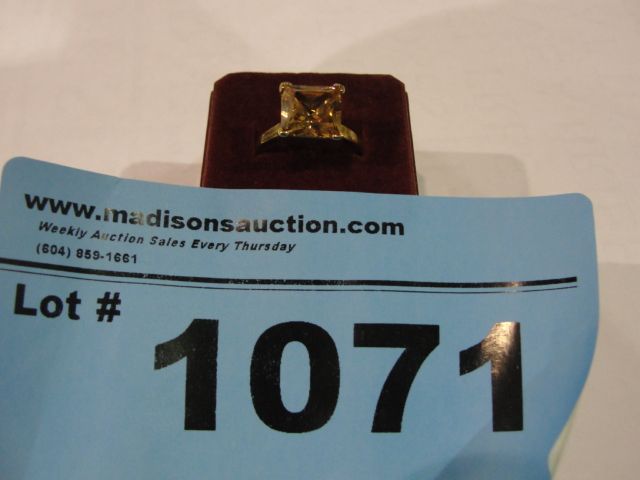 www.madisonsauction.com
Weekly Auction Sales Every Thursday
(604) 859-1661
Lot # 1071